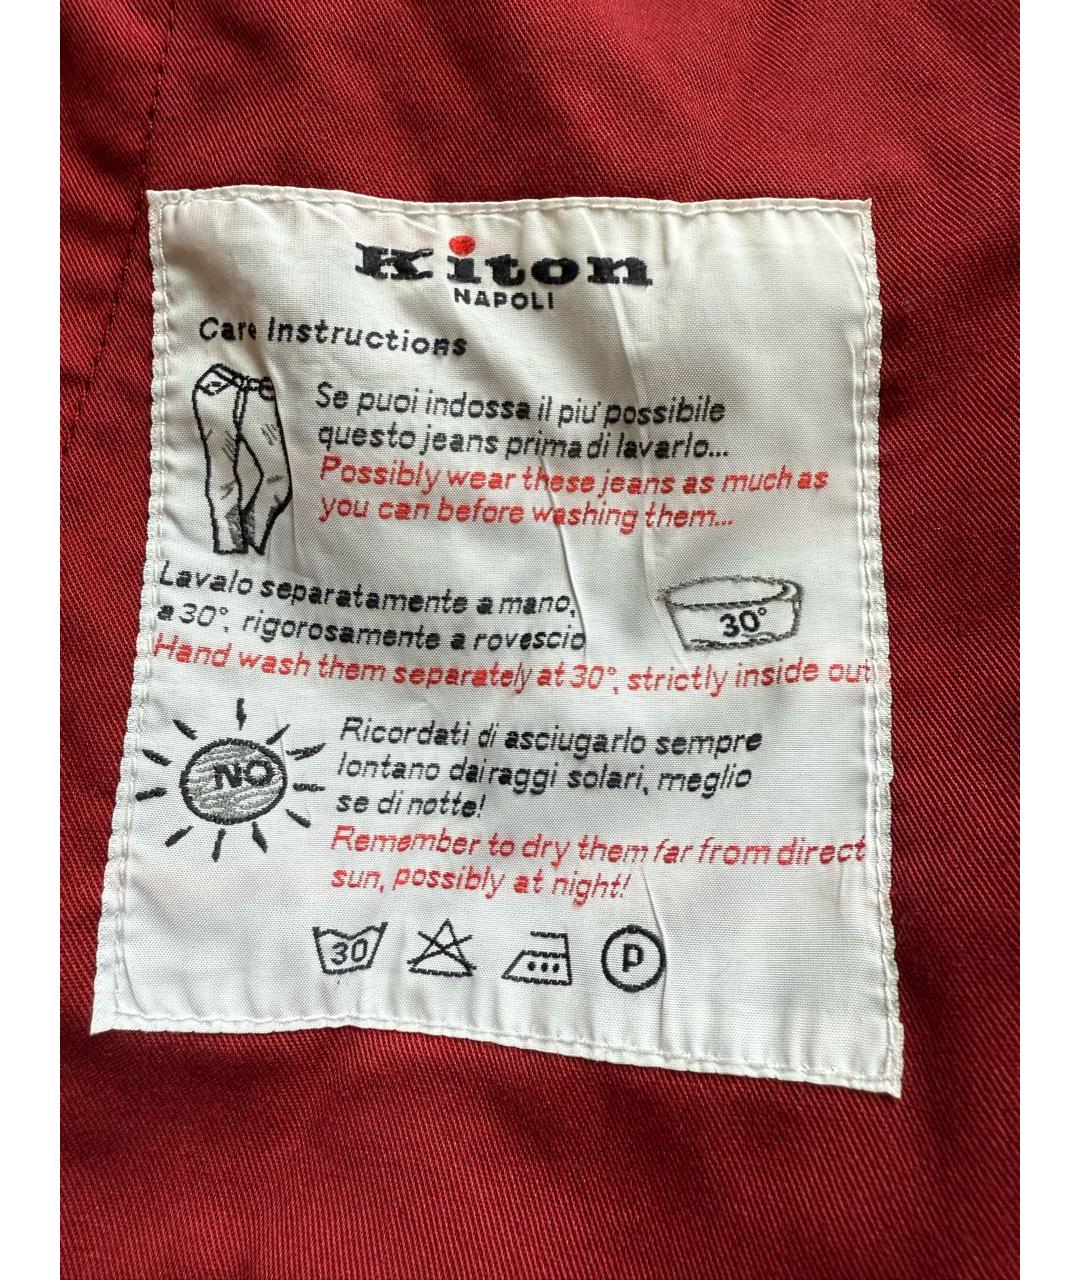 Kiton
NAPOLI
Care Instructions
Se puoi indossa il piu' possibile
questo jeans prima di lavarlo...
Possibly wear these jeans as much as
you can before washing them...
Lavalo separatamente a mano,
a 30°, rigorosamente a rovescio
30°
Hand wash them separately at 30°, strictly inside out
NO
Ricordati di asciugarlo sempre
lontano dai raggi solari, meglio
se di notte!
Remember to dry them far from direct
sun, possibly at night!
30 P